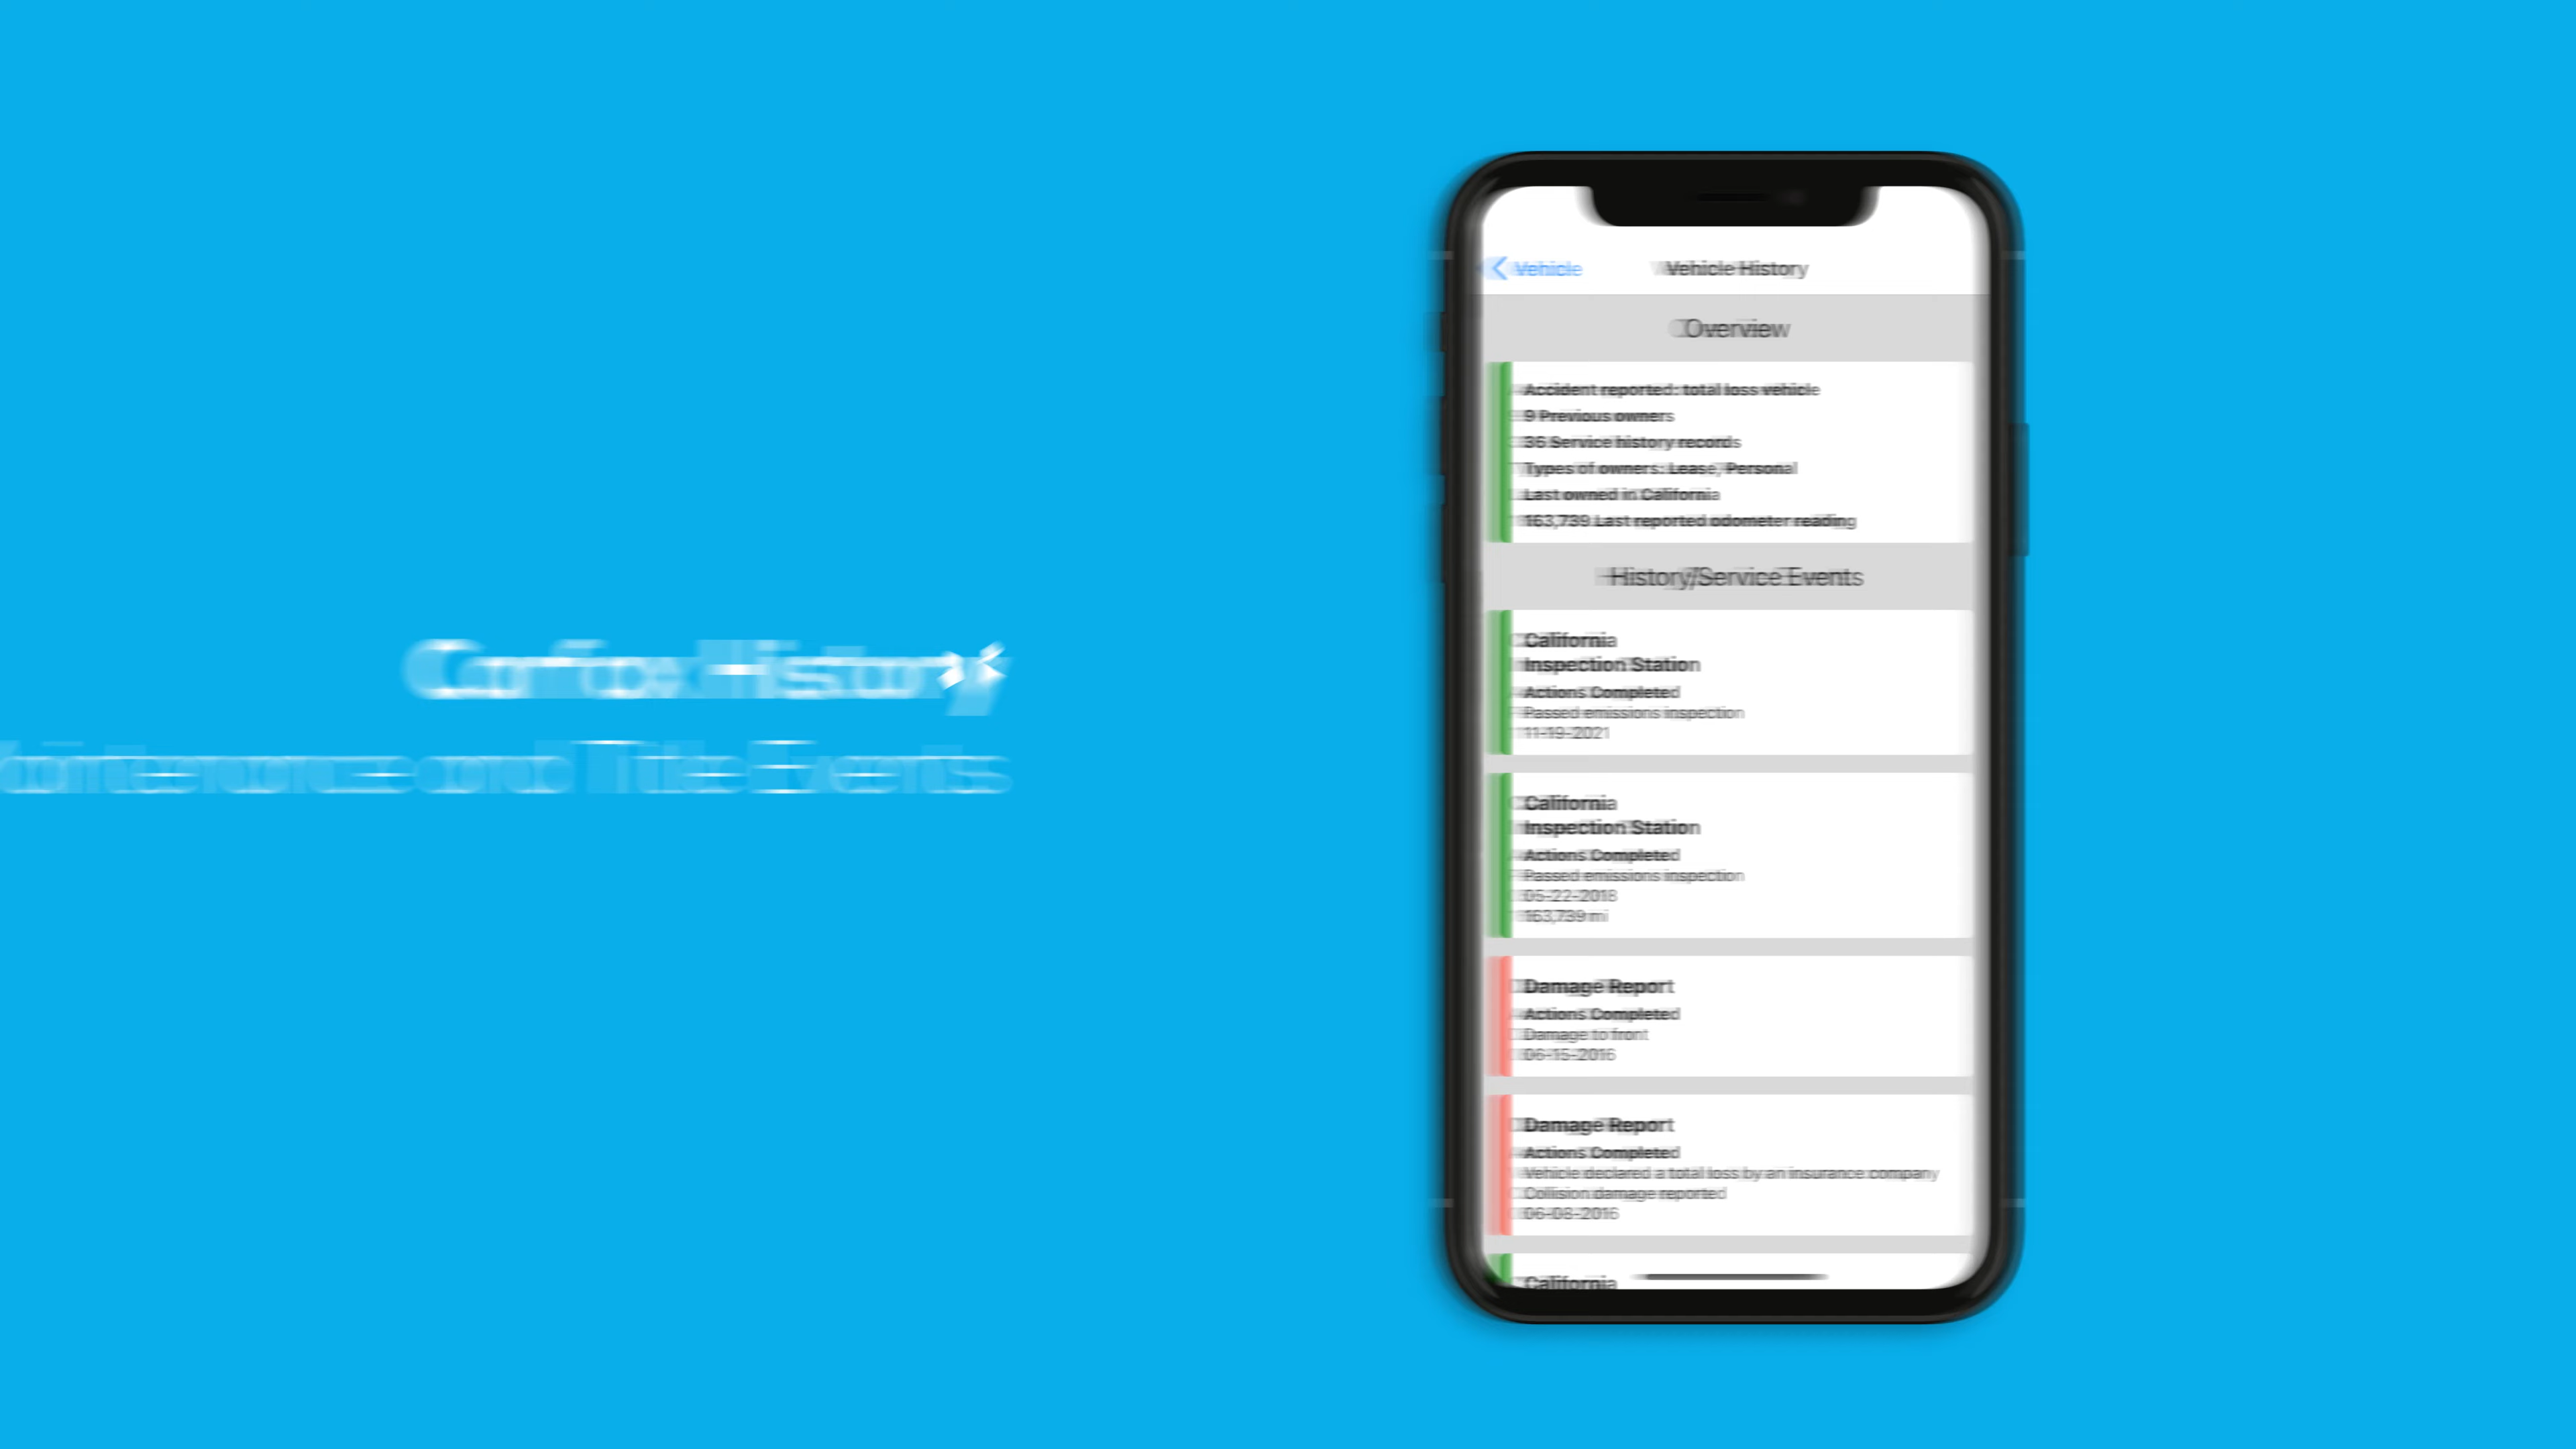 Carfax History
Maintenance and Title Events
Vehicle
Vehicle History
Overview
Accident reported: total loss vehicle
9 Previous owners
36 Service history records
Types of owners: Lease, Personal
Last owned in California
163,739 Last reported odometer reading
History/Service Events
California
Inspection Station
Actions Completed
Passed emissions inspection
11-19-2021
California
Inspection Station
Actions Completed
Passed emissions inspection
05-22-2018
163,739 mi
Damage Report
Actions Completed
Damage to front
06-15-2016
Damage Report
Actions Completed
Vehicle declared a total loss by an insurance company
Collision damage reported
06-08-2016
California